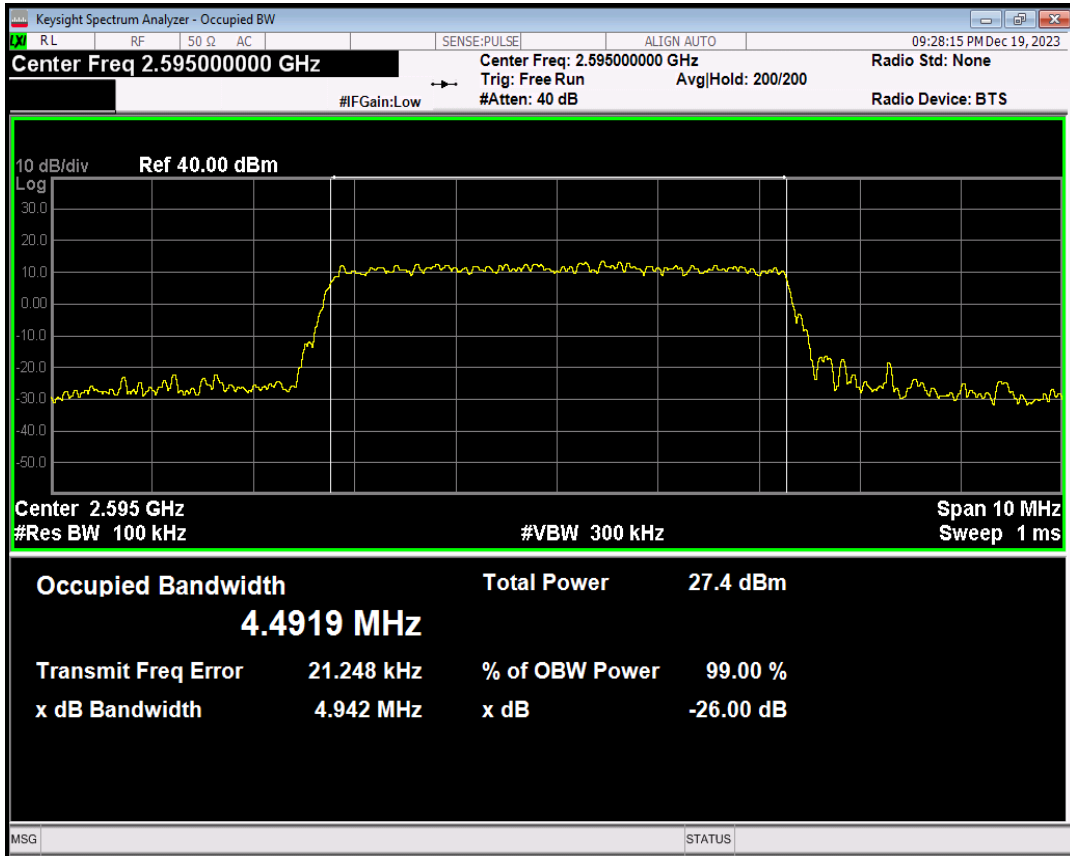 Keysight Spectrum Analyzer - Occupied BW
LXI RL RF 50 Ω AC SENSE:PULSE ALIGN AUTO 09:28:15 PM Dec 19, 2023
Center Freq 2.595000000 GHz Center Freq: 2.595000000 GHz Radio Std: None
Trig: Free Run Avg|Hold: 200/200
#IFGain:Low #Atten: 40 dB Radio Device: BTS
10 dB/div Ref 40.00 dBm
Log
30.0
20.0
10.0
0.00
-10.0
-20.0
-30.0
-40.0
-50.0
Center 2.595 GHz Span 10 MHz
#Res BW 100 kHz #VBW 300 kHz Sweep 1 ms
Occupied Bandwidth Total Power 27.4 dBm
4.4919 MHz
Transmit Freq Error 21.248 kHz % of OBW Power 99.00 %
x dB Bandwidth 4.942 MHz x dB -26.00 dB
MSG STATUS